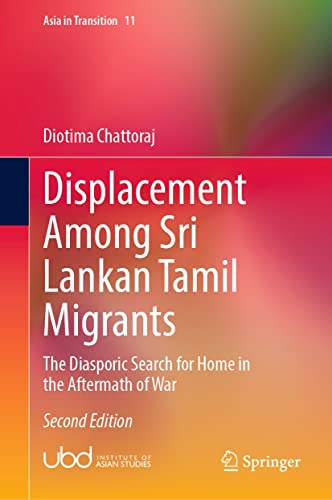 Asia in Transition 11
Diotima Chattoraj
Displacement
Among Sri
Lankan Tamil
Migrants
The Diasporic Search for Home in
the Aftermath of War
Second Edition
ubd INSTITUTE OF
ASIAN STUDIES
Springer